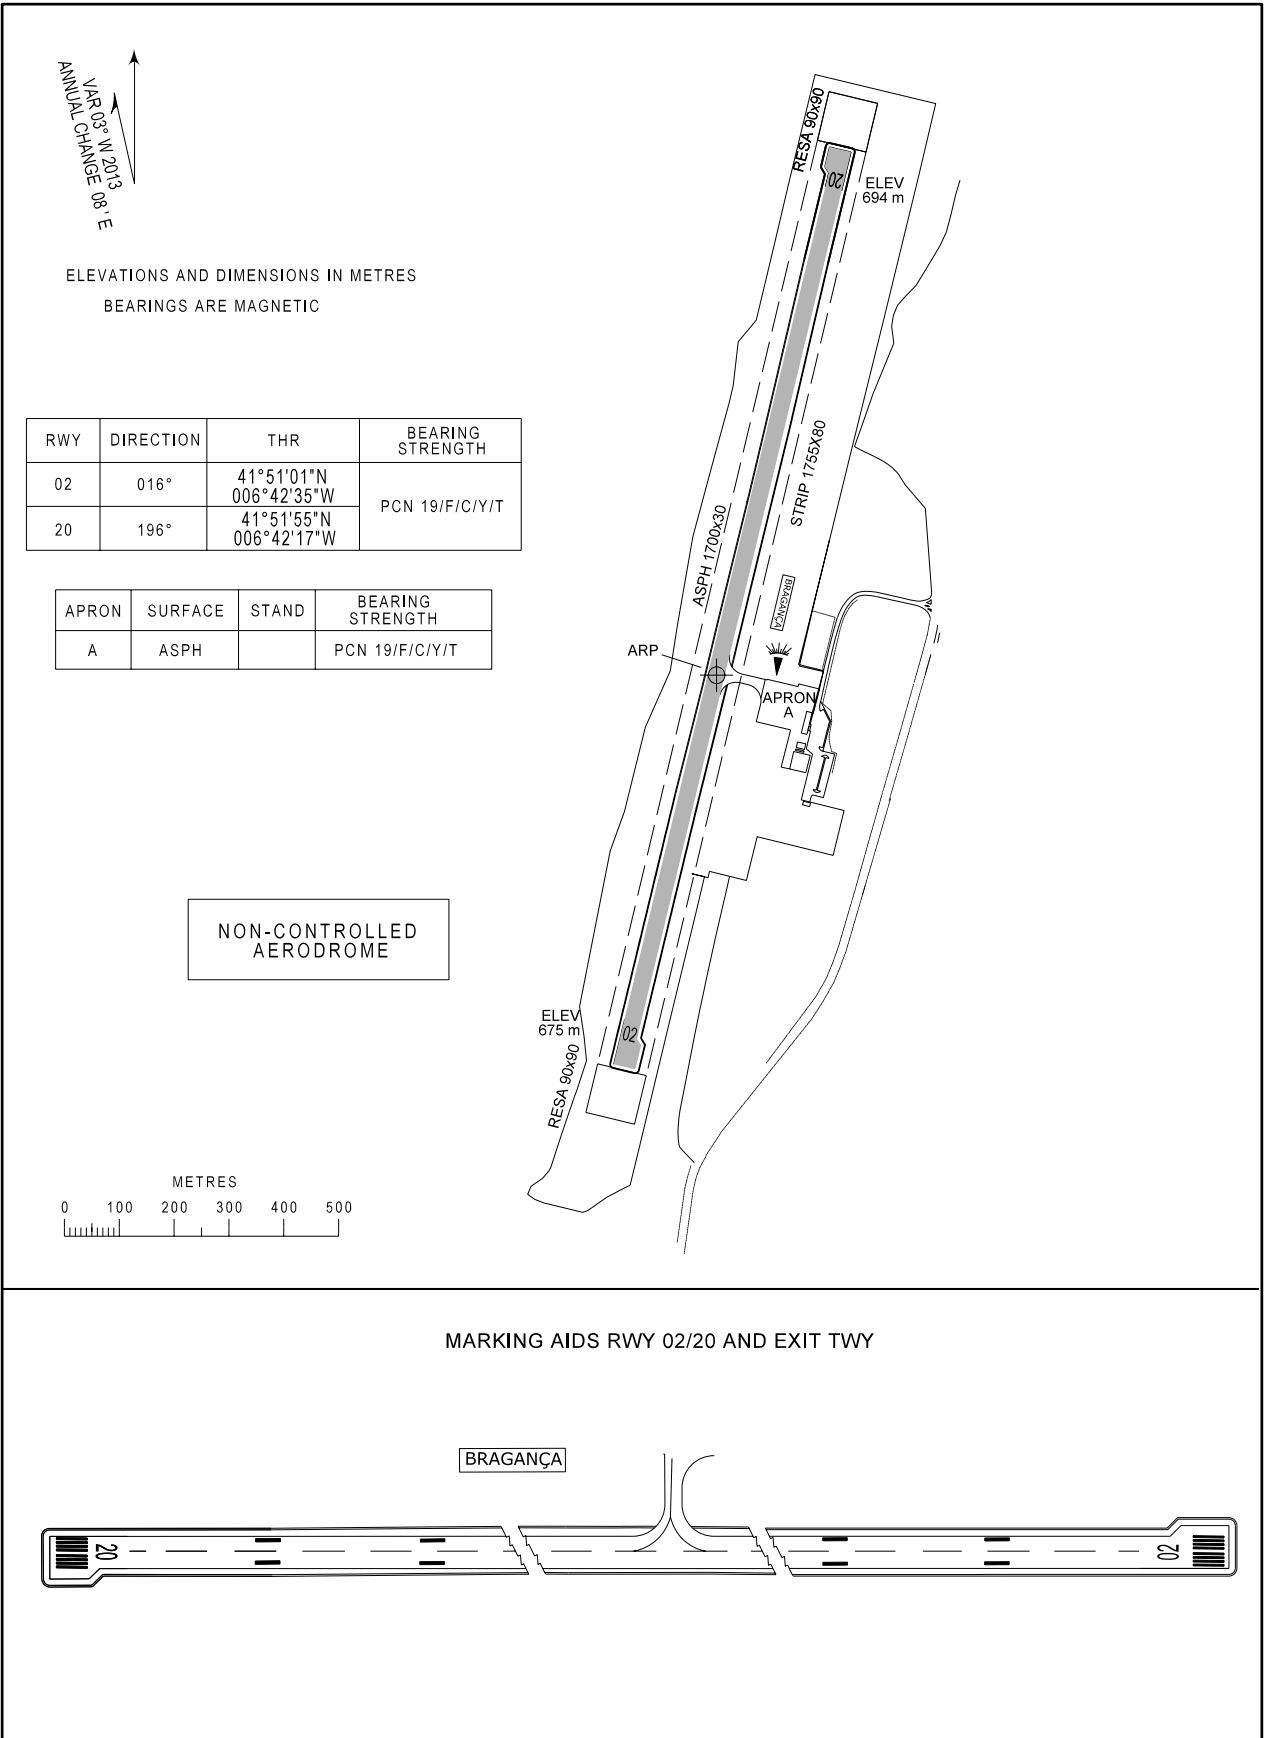 VAR 03° W 2013
ANNUAL CHANGE 08' E
ELEVATIONS AND DIMENSIONS IN METRES
BEARINGS ARE MAGNETIC
RWY DIRECTION THR BEARING STRENGTH
02 016° 41°51'01"N 006°42'35"W PCN 19/F/C/Y/T
20 196° 41°51'55"N 006°42'17"W
APRON SURFACE STAND BEARING STRENGTH
A ASPH PCN 19/F/C/Y/T
RESA 90x90
20
ELEV
694 m
STRIP 1755X80
ASPH 1700x30
BRAGANÇA
ARP
APRON
A
NON-CONTROLLED
AERODROME
ELEV
675 m
02
RESA 90x90
METRES
0 100 200 300 400 500
MARKING AIDS RWY 02/20 AND EXIT TWY
BRAGANÇA
20
02